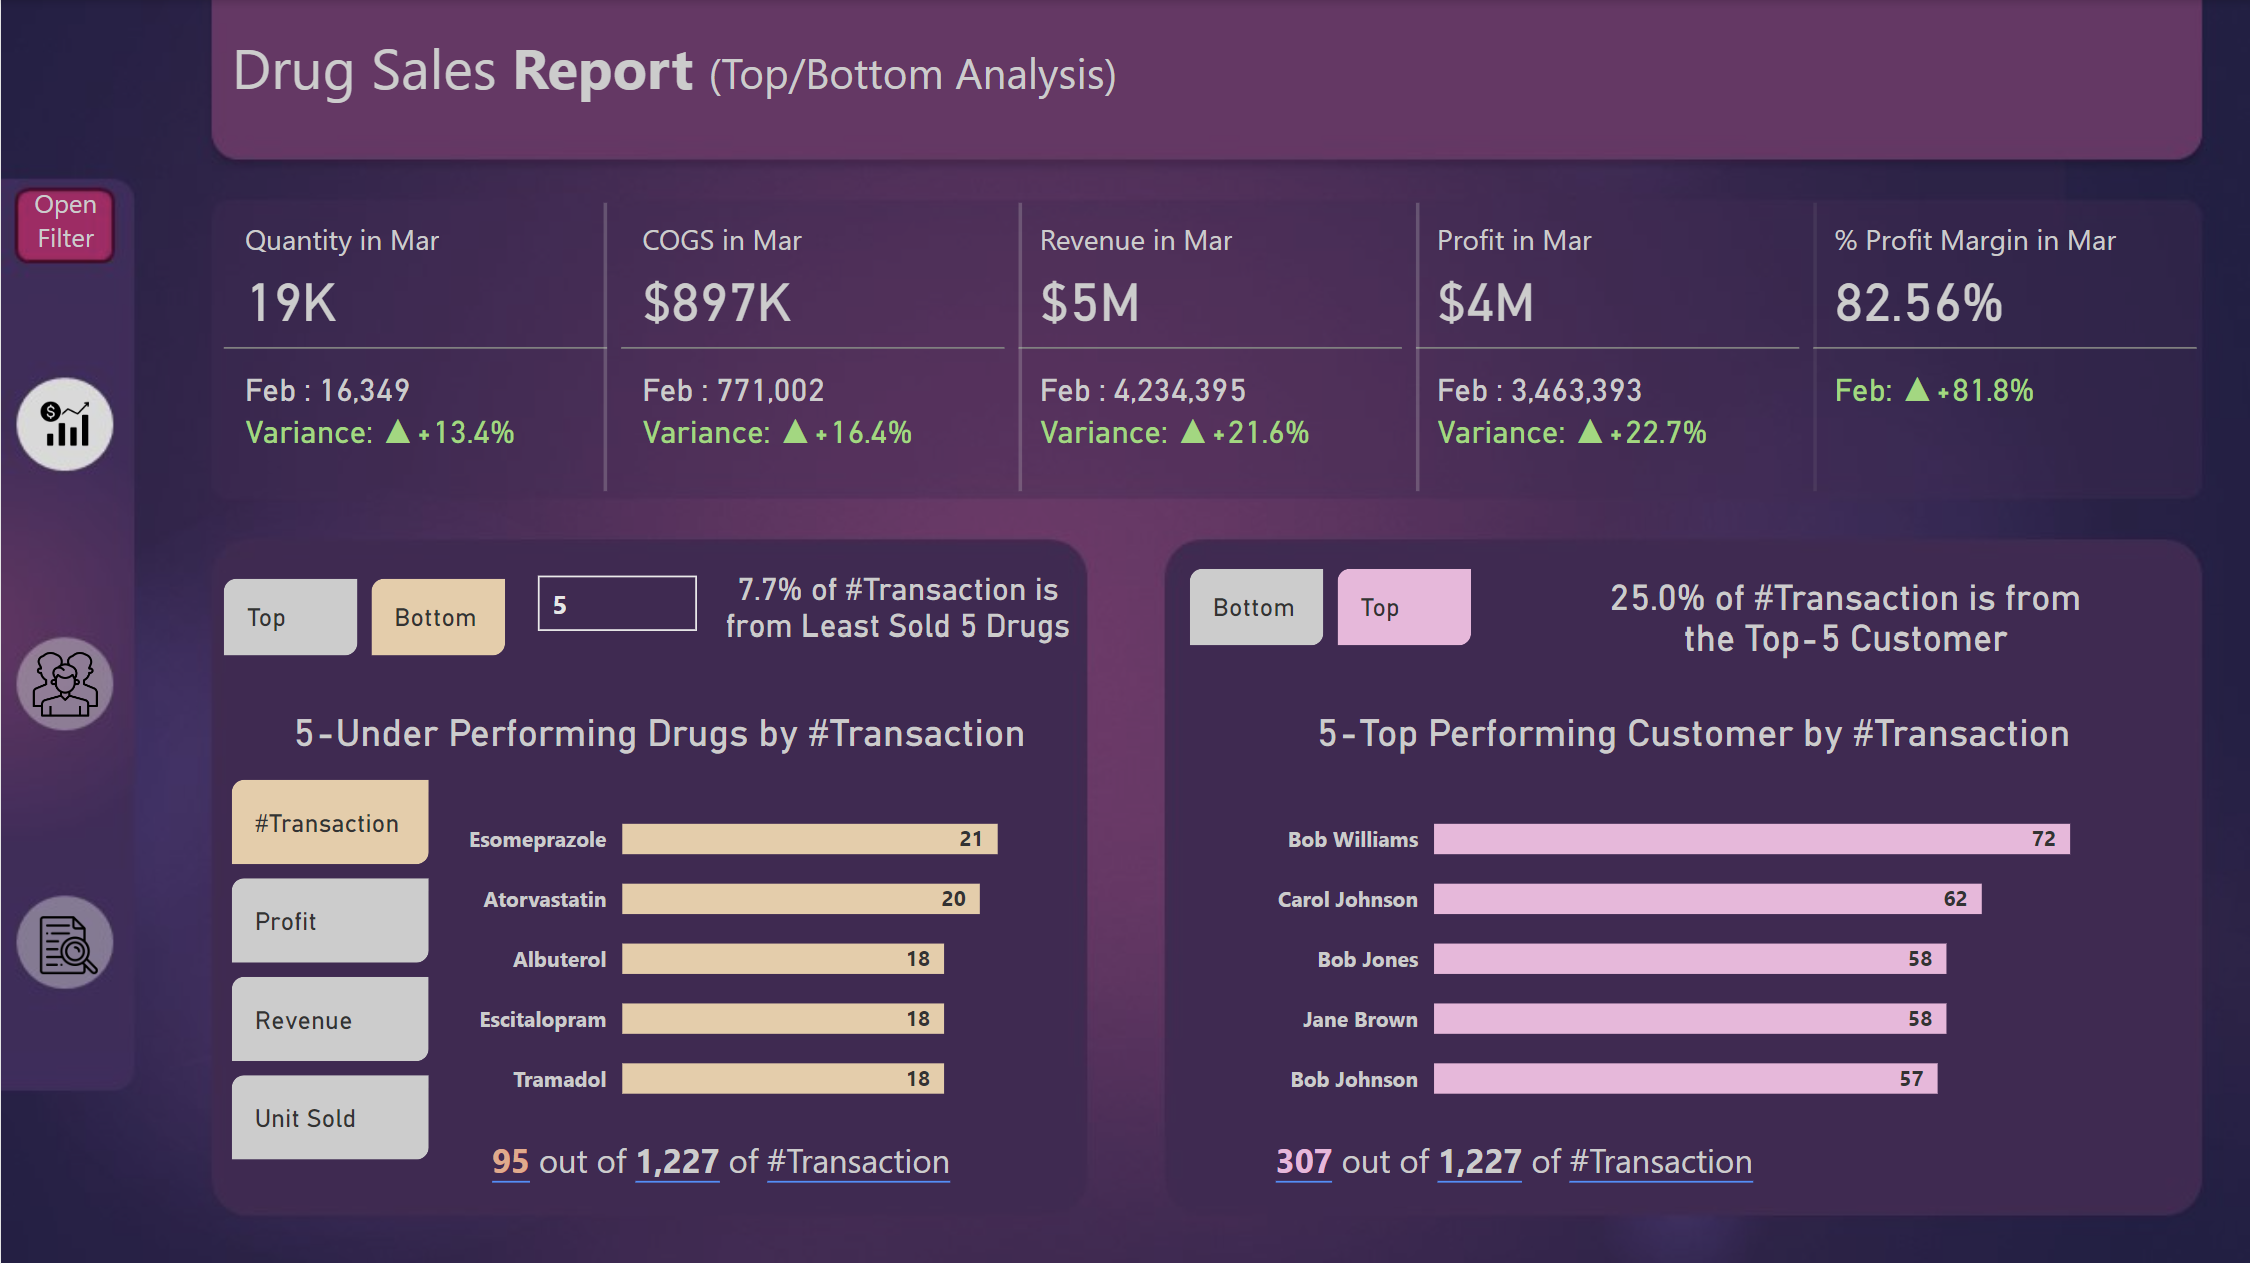 Drug Sales Report (Top/Bottom Analysis)
Open
Filter
Quantity in Mar
19K
Feb : 16,349
Variance: ▲ +13.4%
COGS in Mar
$897K
Feb : 771,002
Variance: ▲ +16.4%
Revenue in Mar
$5M
Feb : 4,234,395
Variance: ▲ +21.6%
Profit in Mar
$4M
Feb : 3,463,393
Variance: ▲ +22.7%
% Profit Margin in Mar
82.56%
Feb: ▲ +81.8%
Top
Bottom
5
7.7% of #Transaction is
from Least Sold 5 Drugs
5-Under Performing Drugs by #Transaction
#Transaction
Profit
Revenue
Unit Sold
Esomeprazole 21
Atorvastatin 20
Albuterol 18
Escitalopram 18
Tramadol 18
95 out of 1,227 of #Transaction
Bottom
Top
25.0% of #Transaction is from
the Top-5 Customer
5-Top Performing Customer by #Transaction
Bob Williams 72
Carol Johnson 62
Bob Jones 58
Jane Brown 58
Bob Johnson 57
307 out of 1,227 of #Transaction